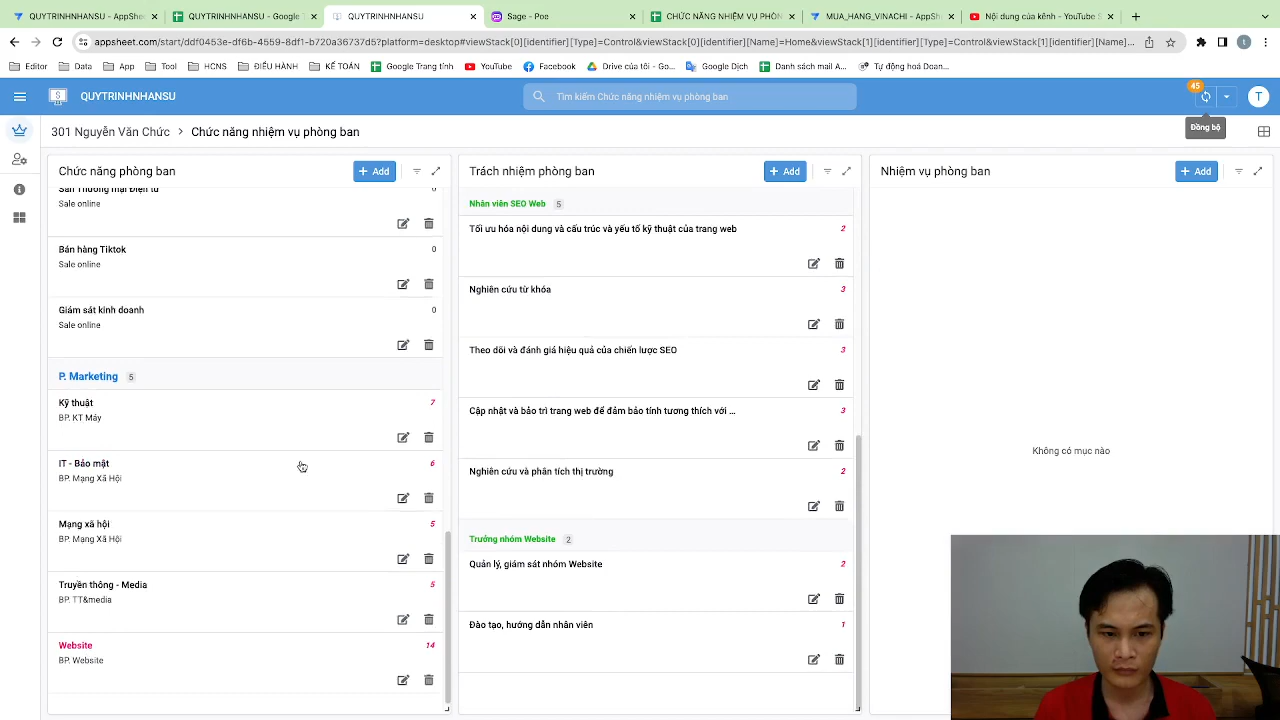 QUYTRINHNHANSU - AppSheet
QUYTRINHNHANSU - Google T
QUYTRINHNHANSU
Sage - Poe
CHỨC NĂNG NHIỆM VỤ PHÒN
MUA_HANG_VINACHI - AppSh
Nội dung của kênh - YouTube S
appsheet.com/start/ddf0453e-df6b-4559-8df1-b720a36737d5?platform=desktop#viewStack[0][identifier][Type]=Control&viewStack[0][identifier][Name]=Home&viewStack[1][identifier][Type]=Control&viewStack[1][identifier][Name]...
Editor
Data
App
Tool
HCNS
ĐIỀU HÀNH
KẾ TOÁN
Google Trang tính
YouTube
Facebook
Drive của tôi - Go...
Google Dịch
Danh sách mail A...
Tự động hoá Doan...
QUYTRINHNHANSU
Tìm kiếm Chức năng nhiệm vụ phòng ban
45
T
Đồng bộ
301 Nguyễn Văn Chức > Chức năng nhiệm vụ phòng ban
Chức năng phòng ban
+ Add
Sàn Thương mại Điện tử
0
Sale online
Bán hàng Tiktok
0
Sale online
Giám sát kinh doanh
0
Sale online
P. Marketing 5
Kỹ thuật
7
BP. KT Máy
IT - Bảo mật
6
BP. Mạng Xã Hội
Mạng xã hội
5
BP. Mạng Xã Hội
Truyền thông - Media
5
BP. TT&media
Website
14
BP. Website
Trách nhiệm phòng ban
+ Add
Nhân viên SEO Web 5
Tối ưu hóa nội dung và cấu trúc và yếu tố kỹ thuật của trang web
2
Nghiên cứu từ khóa
3
Theo dõi và đánh giá hiệu quả của chiến lược SEO
3
Cập nhật và bảo trì trang web để đảm bảo tính tương thích với ...
3
Nghiên cứu và phân tích thị trường
2
Trưởng nhóm Website 2
Quản lý, giám sát nhóm Website
2
Đào tạo, hướng dẫn nhân viên
1
Nhiệm vụ phòng ban
+ Add
Không có mục nào